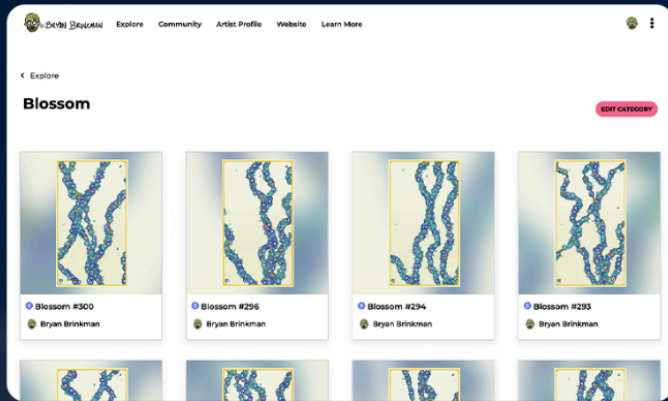 BRYAN BRINKMAN Explore Community Artist Profile Website Learn More
Explore
Blossom
EDIT CATEGORY
Blossom #300 Blossom #296 Blossom #294 Blossom #293
Bryan Brinkman Bryan Brinkman Bryan Brinkman Bryan Brinkman